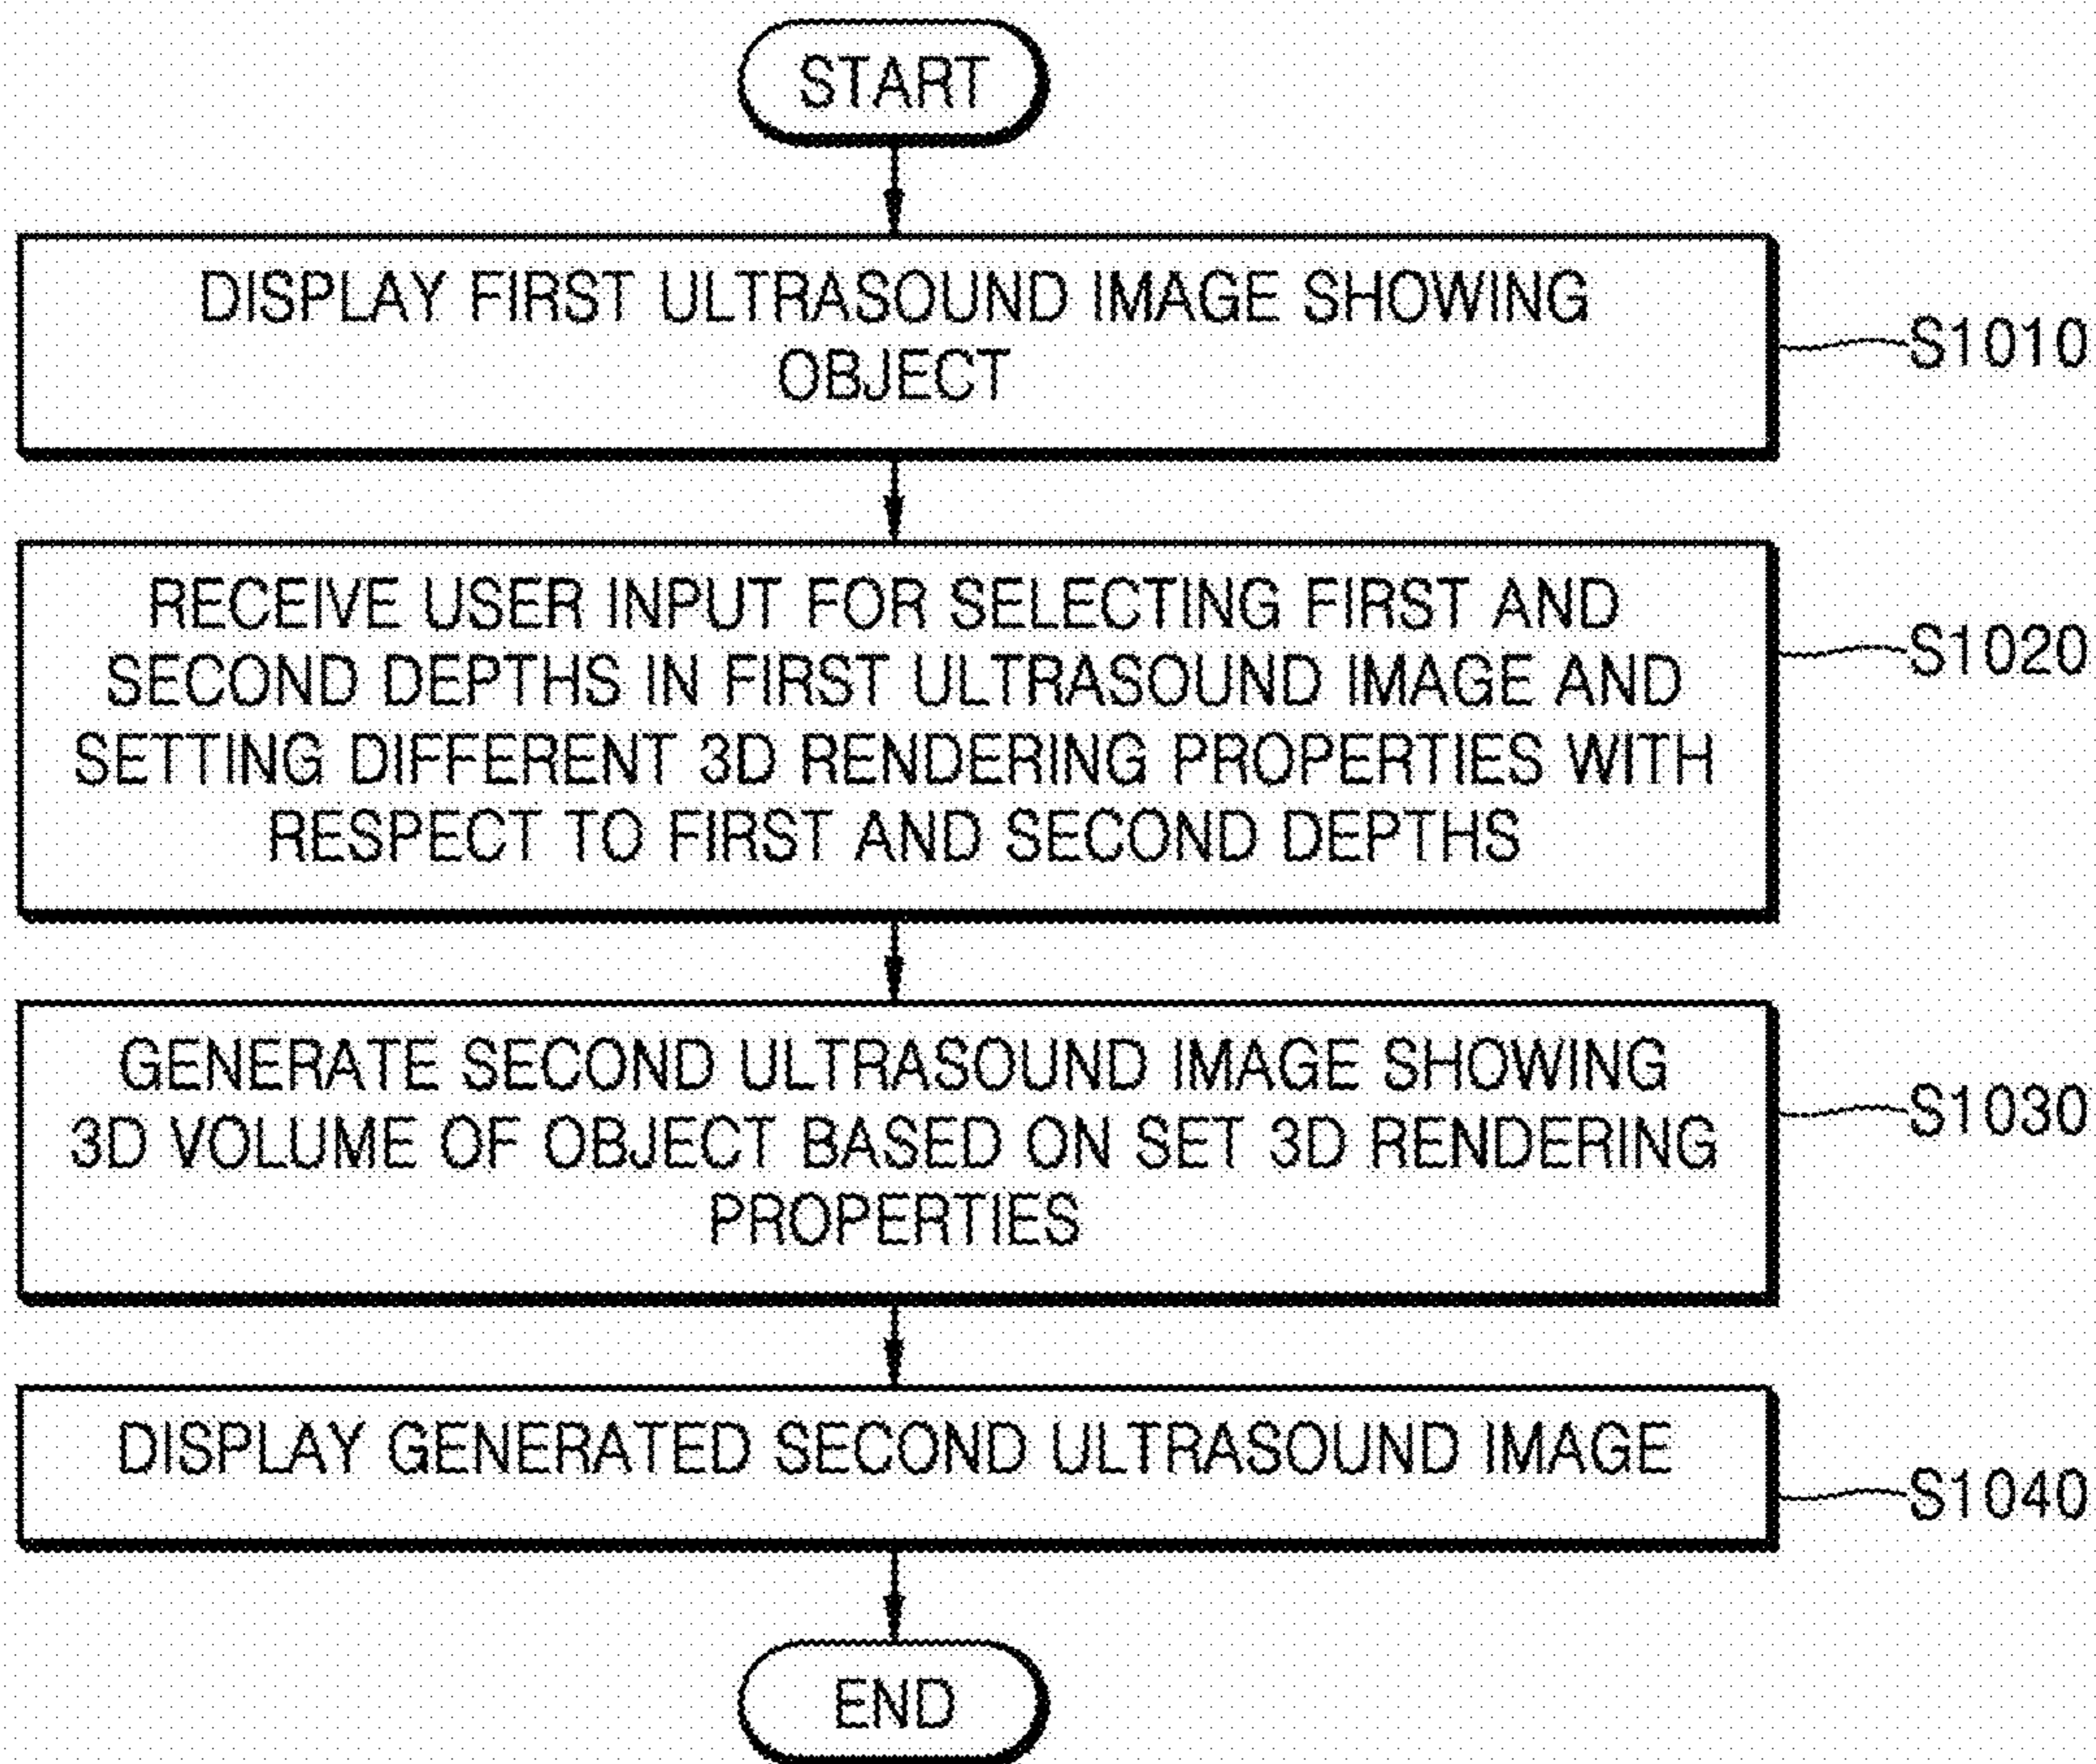 START
DISPLAY FIRST ULTRASOUND IMAGE SHOWING
OBJECT
S1010
RECEIVE USER INPUT FOR SELECTING FIRST AND
SECOND DEPTHS IN FIRST ULTRASOUND IMAGE AND
SETTING DIFFERENT 3D RENDERING PROPERTIES WITH
RESPECT TO FIRST AND SECOND DEPTHS
S1020
GENERATE SECOND ULTRASOUND IMAGE SHOWING
3D VOLUME OF OBJECT BASED ON SET 3D RENDERING
PROPERTIES
S1030
DISPLAY GENERATED SECOND ULTRASOUND IMAGE
S1040
END